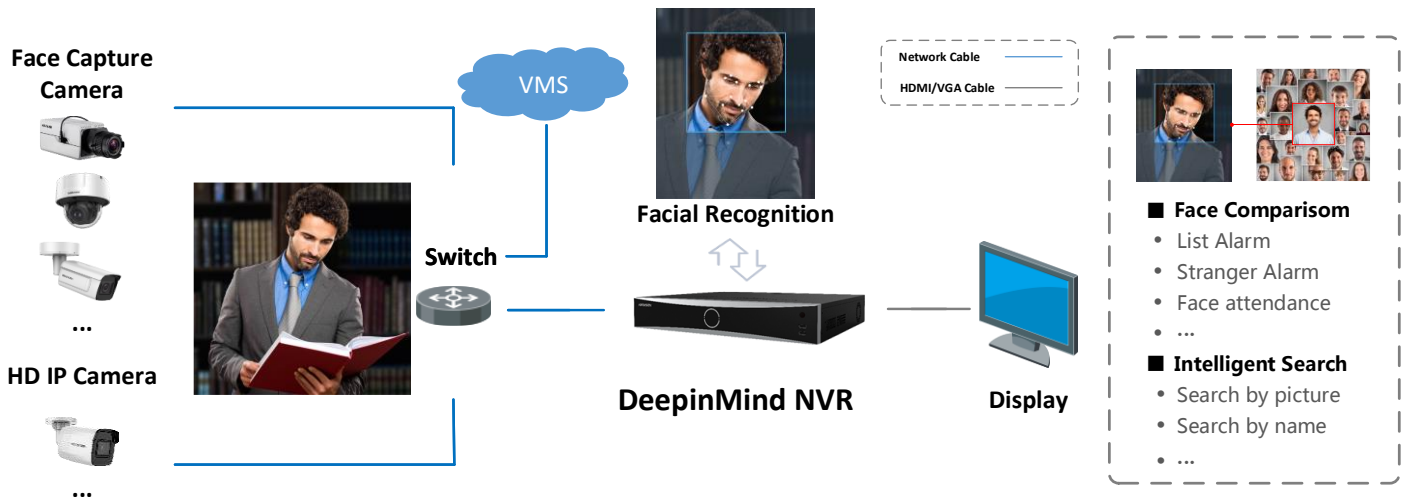 Face Capture
Camera
...
HD IP Camera
...
VMS
Switch
Facial Recognition
DeepinMind NVR
Display
Network Cable
HDMI/VGA Cable
■ Face Comparisom
• List Alarm
• Stranger Alarm
• Face attendance
• ...
■ Intelligent Search
• Search by picture
• Search by name
• ...